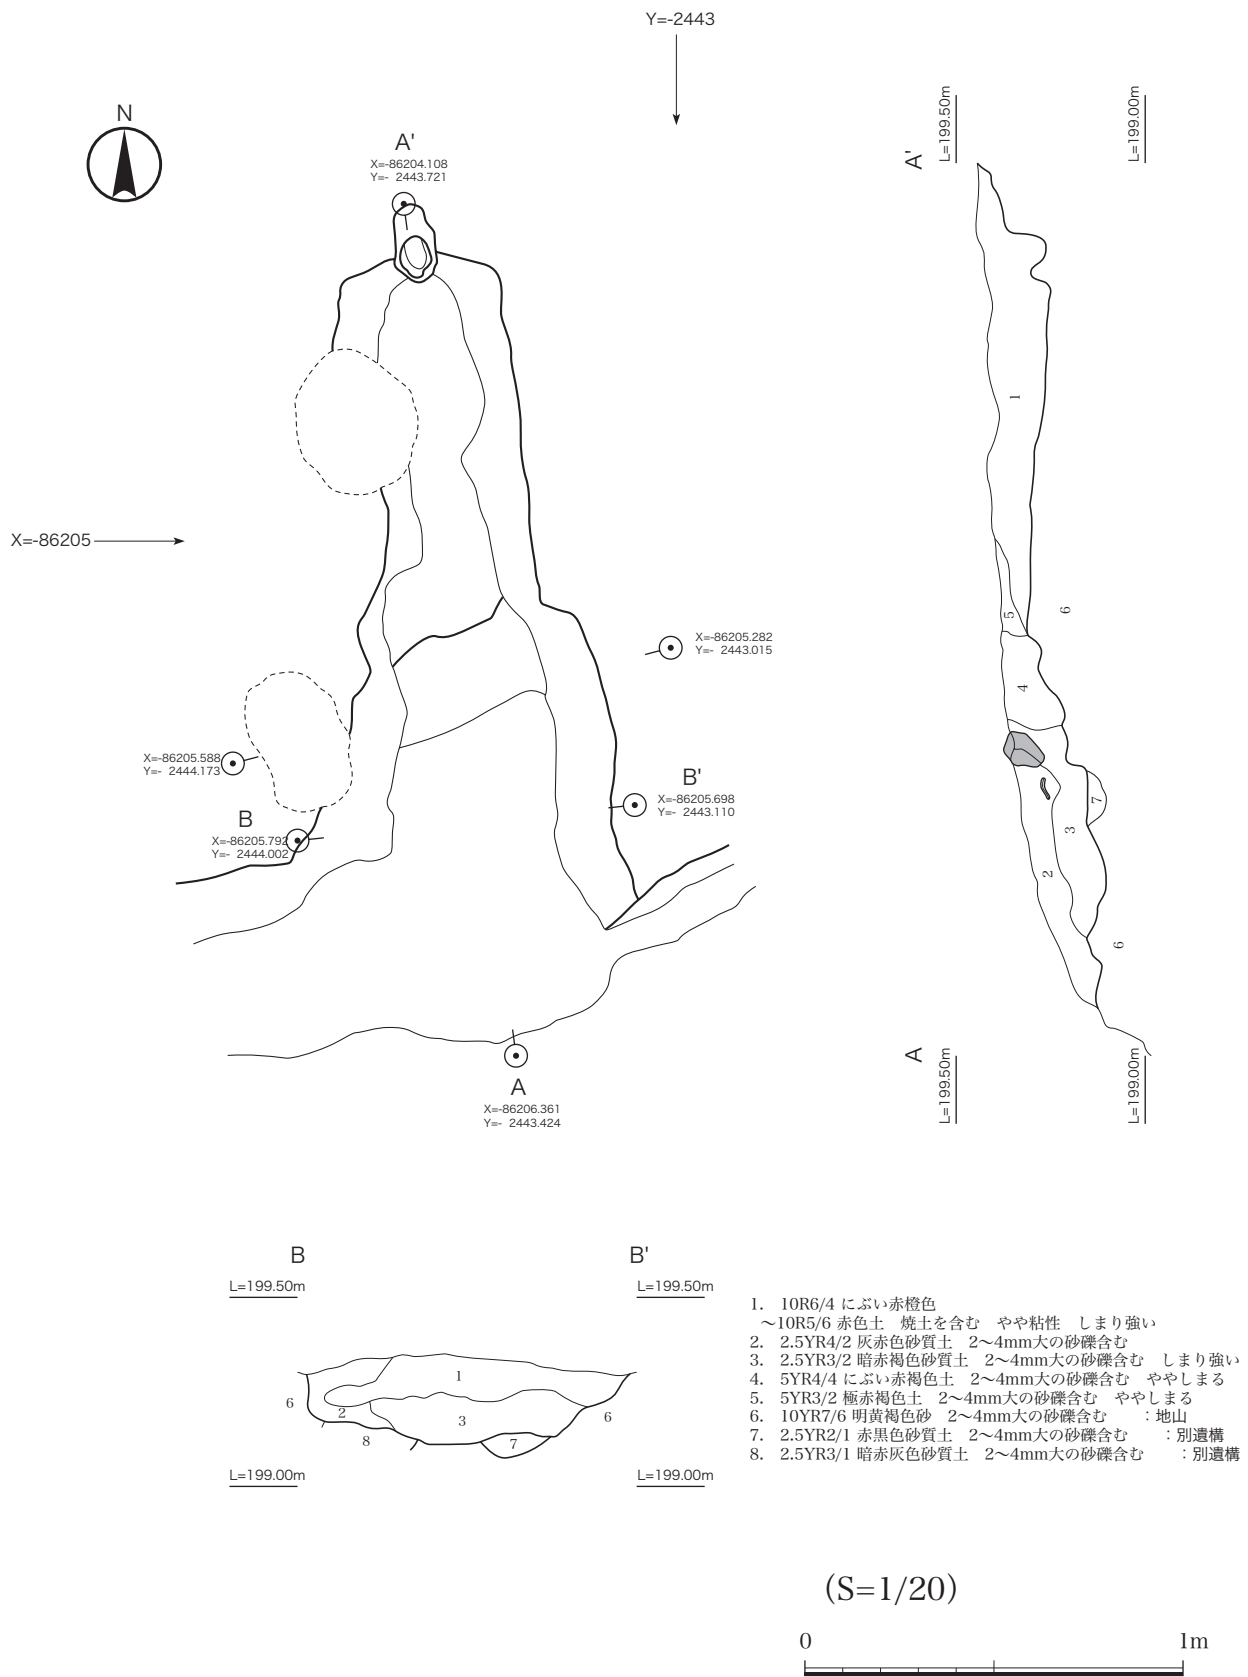 Y=-2443
N
A'
X=-86204.108
Y=- 2443.721
X=-86205
X=-86205.282
Y=- 2443.015
X=-86205.588
Y=- 2444.173
B
X=-86205.792
Y=- 2444.002
B'
X=-86205.698
Y=- 2443.110
A
X=-86206.361
Y=- 2443.424
A'
L=199.50m
L=199.00m
1
5
6
4
7
3
2
6
A
L=199.50m
L=199.00m
B
B'
L=199.50m
L=199.50m
1
6
2
3
6
8
7
L=199.00m
L=199.00m
1. 10R6/4 にぶい赤橙色
～10R5/6 赤色土 焼土を含む やや粘性 しまり強い
2. 2.5YR4/2 灰赤色砂質土 2～4mm大の砂礫含む
3. 2.5YR3/2 暗赤褐色砂質土 2～4mm大の砂礫含む しまり強い
4. 5YR4/4 にぶい赤褐色土 2～4mm大の砂礫含む ややしまる
5. 5YR3/2 極赤褐色土 2～4mm大の砂礫含む ややしまる
6. 10YR7/6 明黄褐色砂 2～4mm大の砂礫含む ：地山
7. 2.5YR2/1 赤黒色砂質土 2～4mm大の砂礫含む ：別遺構
8. 2.5YR3/1 暗赤灰色砂質土 2～4mm大の砂礫含む ：別遺構
(S=1/20)
0 1m